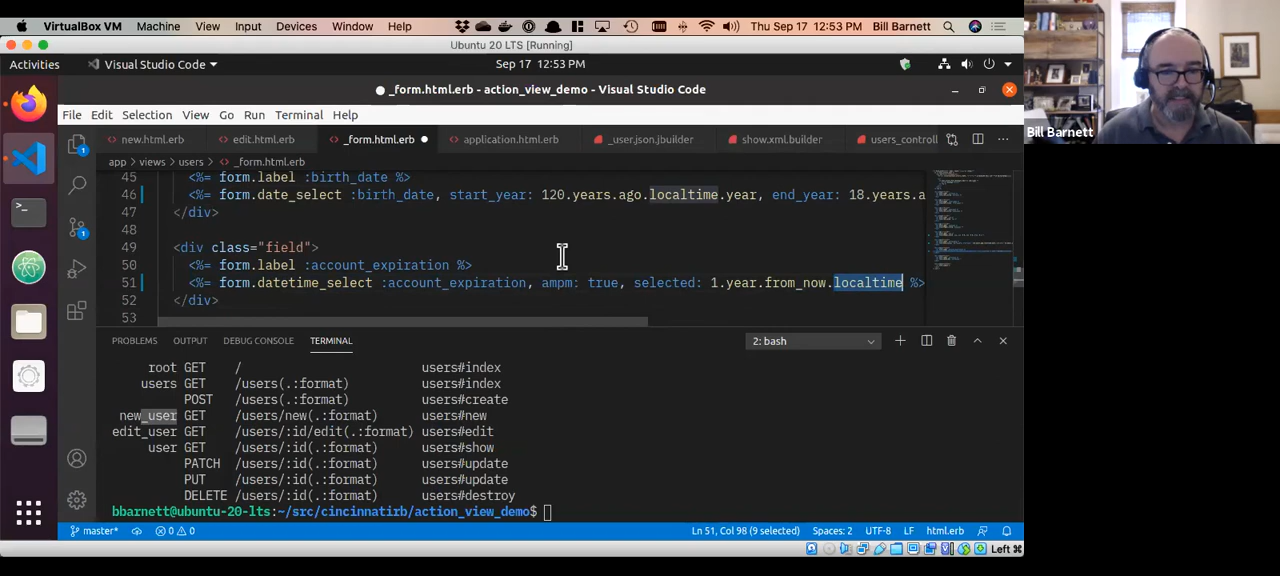 VirtualBox VM Machine View Input Devices Window Help Thu Sep 17 12:53 PM Bill Barnett
Ubuntu 20 LTS [Running]
Activities Visual Studio Code Sep 17 12:53 PM
_form.html.erb - action_view_demo - Visual Studio Code
File Edit Selection View Go Run Terminal Help
new.html.erb edit.html.erb _form.html.erb application.html.erb _user.json.jbuilder show.xml.builder users_controll
app > views > users > _form.html.erb
45 <%= form.label :birth_date %>
46 <%= form.date_select :birth_date, start_year: 120.years.ago.localtime.year, end_year: 18.years.a
47 </div>
48
49 <div class="field">
50 <%= form.label :account_expiration %>
51 <%= form.datetime_select :account_expiration, ampm: true, selected: 1.year.from_now.localtime %>
52 </div>
53
PROBLEMS OUTPUT DEBUG CONSOLE TERMINAL 2: bash
root GET / users#index
users GET /users(.:format) users#index
POST /users(.:format) users#create
new_user GET /users/new(.:format) users#new
edit_user GET /users/:id/edit(.:format) users#edit
user GET /users/:id(.:format) users#show
PATCH /users/:id(.:format) users#update
PUT /users/:id(.:format) users#update
DELETE /users/:id(.:format) users#destroy
bbarnett@ubuntu-20-lts:~/src/cincinnatirb/action_view_demo$
master* 0 0 Ln 51, Col 98 (9 selected) Spaces: 2 UTF-8 LF html.erb
Left ⌘
Bill Barnett
1
1